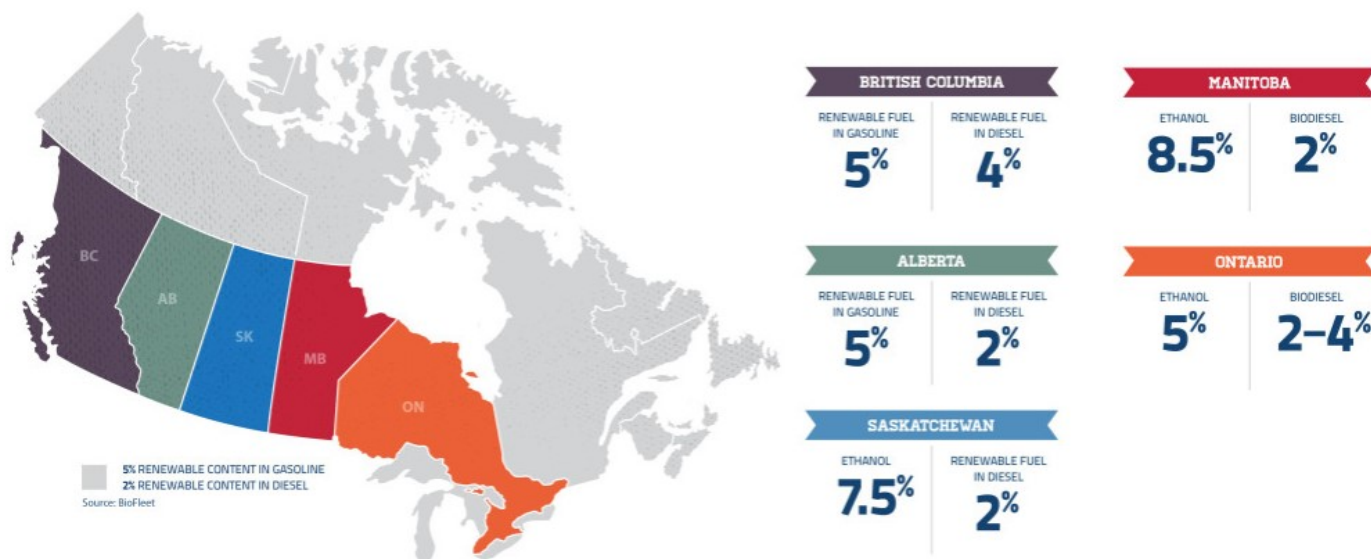 BC
AB
SK
MB
ON
5% RENEWABLE CONTENT IN GASOLINE
2% RENEWABLE CONTENT IN DIESEL
Source: BioFleet
BRITISH COLUMBIA
RENEWABLE FUEL
IN GASOLINE
5%
RENEWABLE FUEL
IN DIESEL
4%
MANITOBA
ETHANOL
8.5%
BIODIESEL
2%
ALBERTA
RENEWABLE FUEL
IN GASOLINE
5%
RENEWABLE FUEL
IN DIESEL
2%
ONTARIO
ETHANOL
5%
BIODIESEL
2–4%
SASKATCHEWAN
ETHANOL
7.5%
RENEWABLE FUEL
IN DIESEL
2%